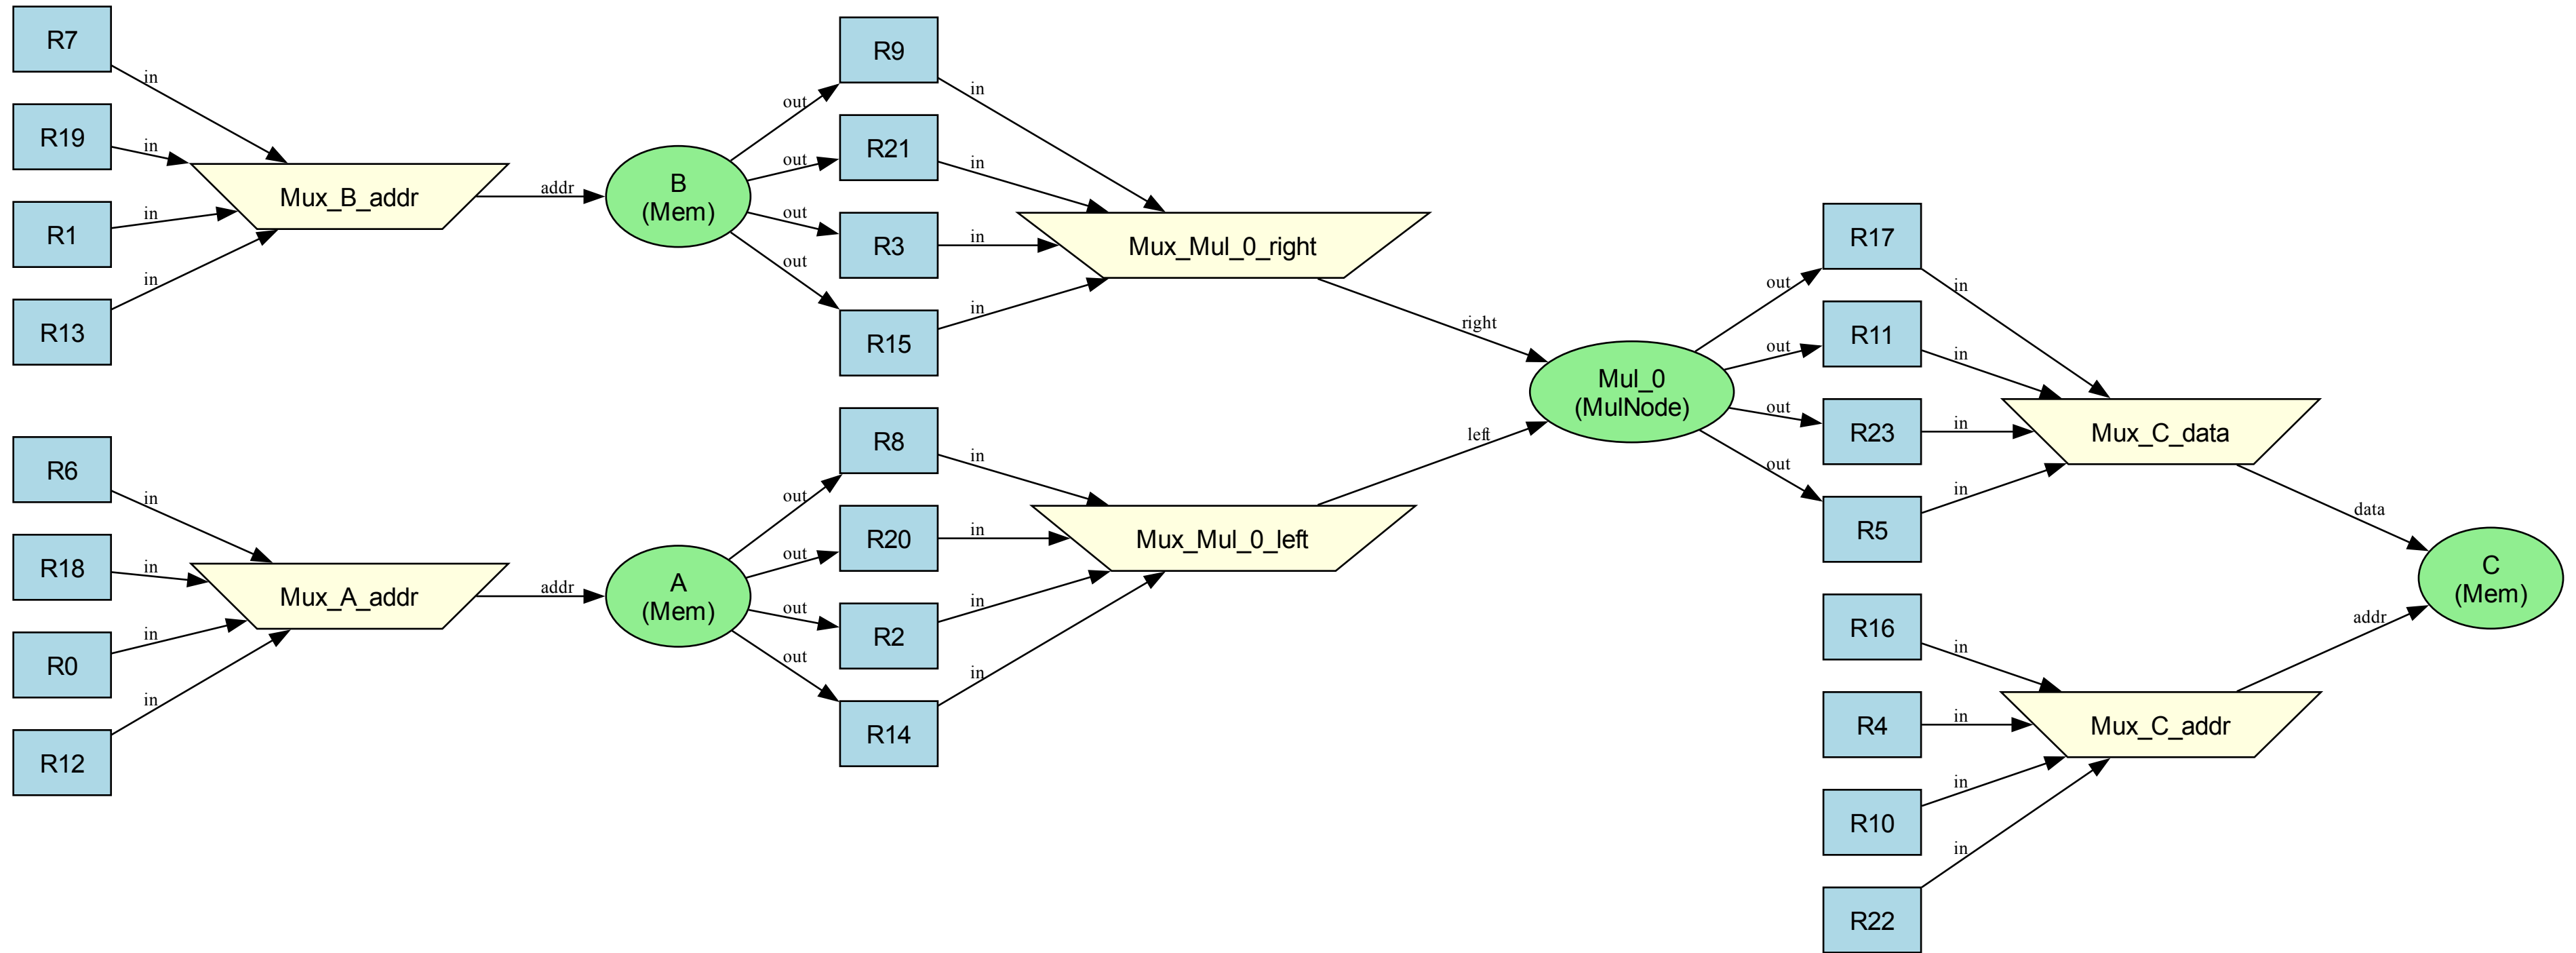 R7
in
R19
in
R1
in
R13
in
Mux_B_addr
addr
B
(Mem)
out
out
out
out
R9
in
R21
in
R3
in
R15
in
Mux_Mul_0_right
right
R6
in
R18
in
R0
in
R12
in
Mux_A_addr
addr
A
(Mem)
out
out
out
out
R8
in
R20
in
R2
in
R14
in
Mux_Mul_0_left
left
Mul_0
(MulNode)
out
out
out
out
R17
in
R11
in
R23
in
R5
in
Mux_C_data
data
R16
in
R4
in
R10
in
R22
in
Mux_C_addr
addr
C
(Mem)